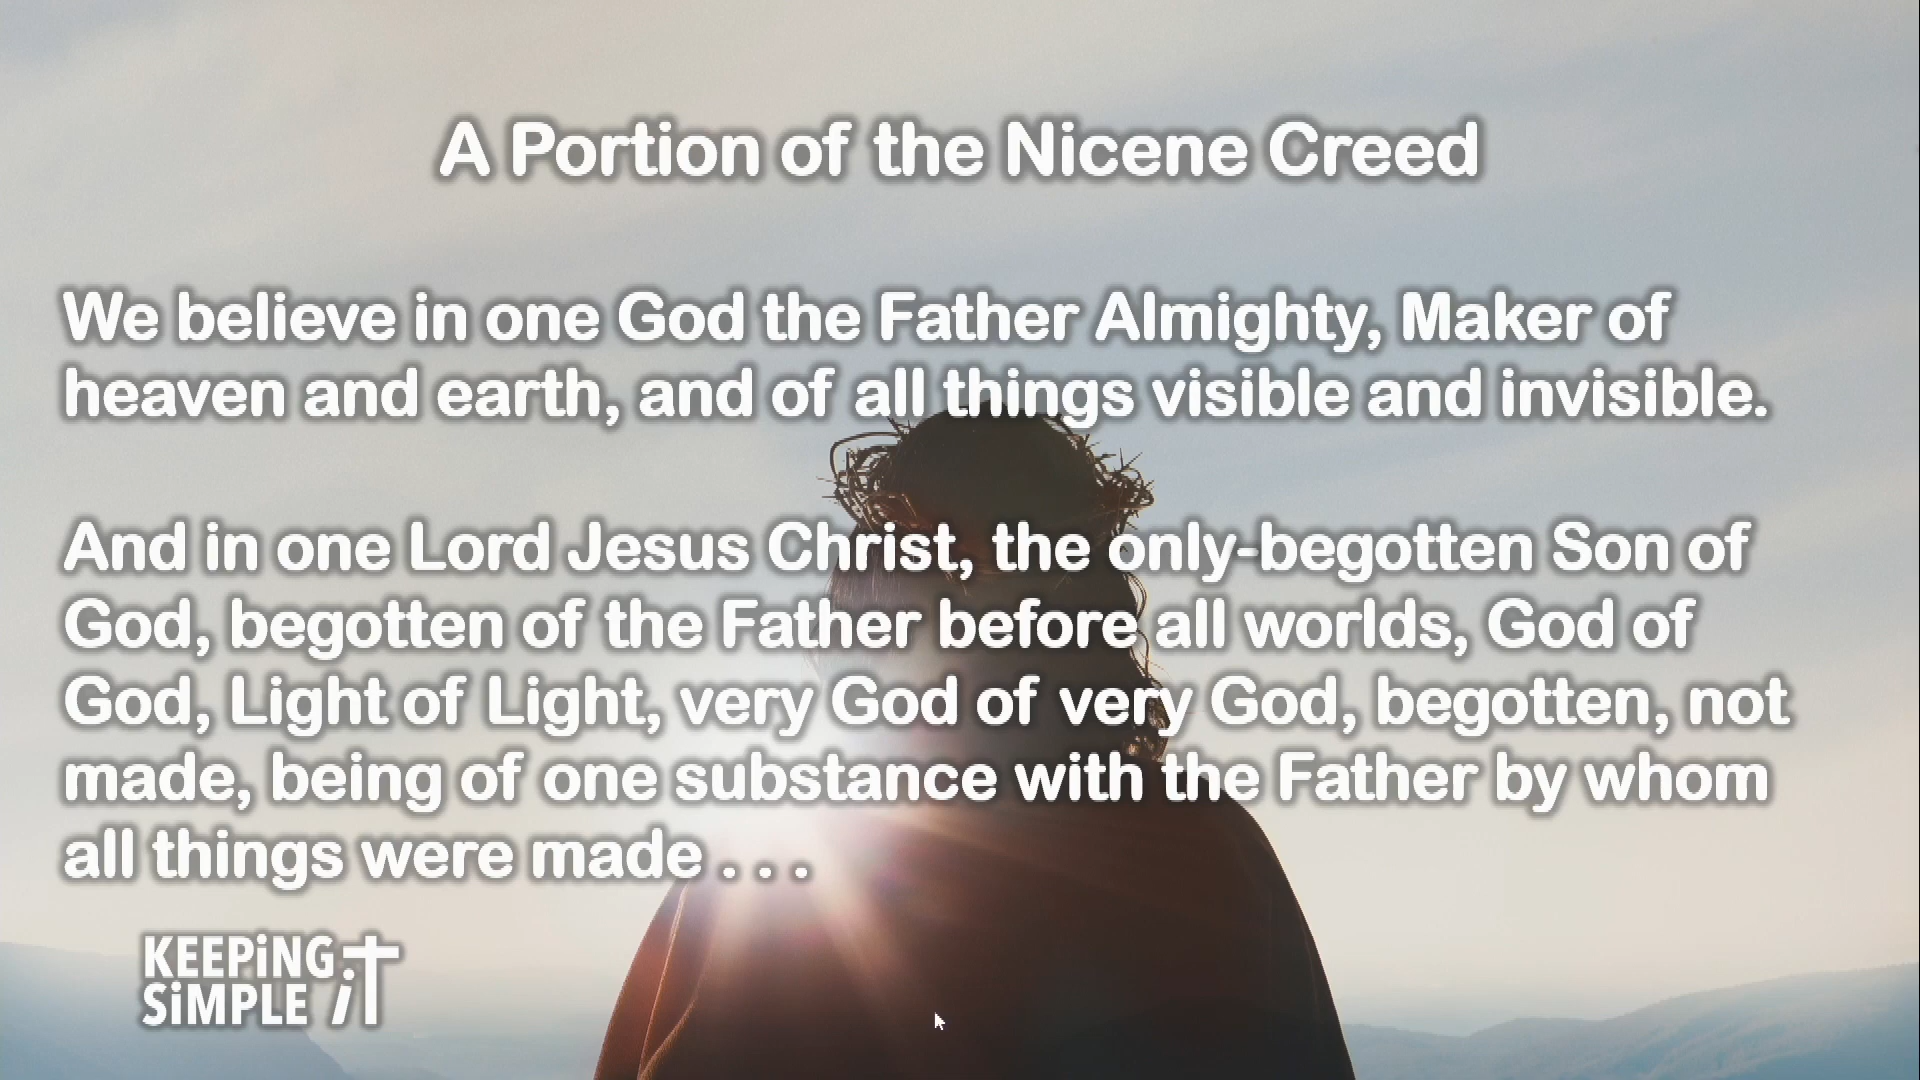 A Portion of the Nicene Creed
We believe in one God the Father Almighty, Maker of
heaven and earth, and of all things visible and invisible.
And in one Lord Jesus Christ, the only-begotten Son of
God, begotten of the Father before all worlds, God of
God, Light of Light, very God of very God, begotten, not
made, being of one substance with the Father by whom
all things were made . . .
KEEPiNG
SiMPLE iT